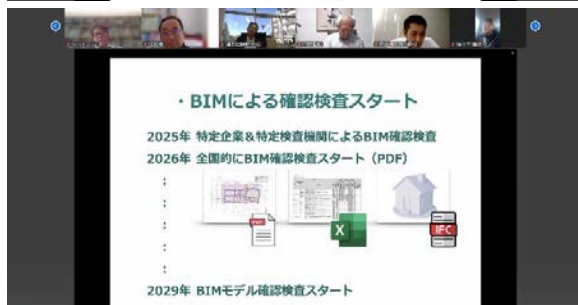 ・BIMによる確認検査スタート
2025年 特定企業&特定検査機関によるBIM確認検査
2026年 全国的にBIM確認検査スタート（PDF）
:
:
:
:
:
PDF
X
IFC
2029年 BIMモデル確認検査スタート